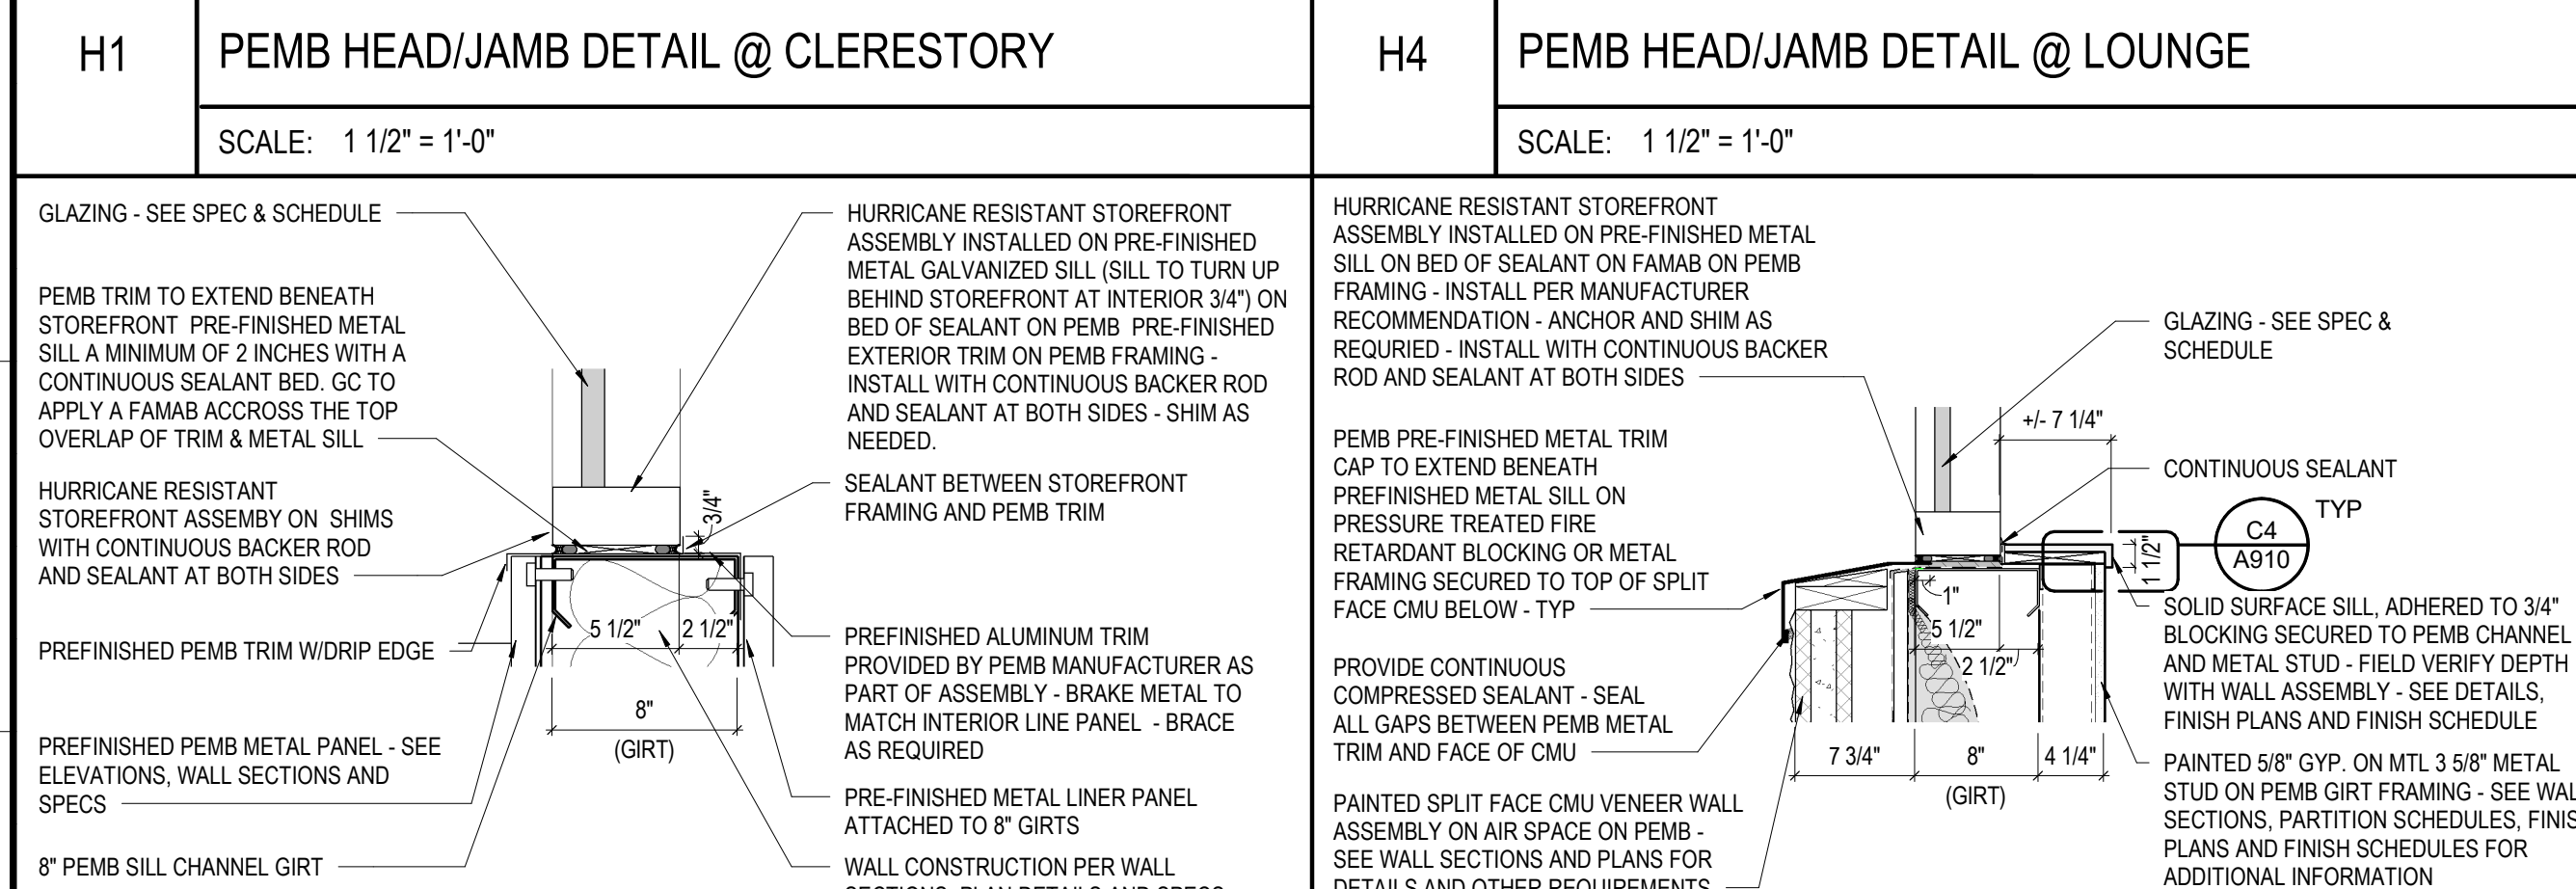 H1
PEMB HEAD/JAMB DETAIL @ CLERESTORY
SCALE: 1 1/2" = 1'-0"
GLAZING - SEE SPEC & SCHEDULE
PEMB TRIM TO EXTEND BENEATH
STOREFRONT PRE-FINISHED METAL
SILL A MINIMUM OF 2 INCHES WITH A
CONTINUOUS SEALANT BED. GC TO
APPLY A FAMAB ACCROSS THE TOP
OVERLAP OF TRIM & METAL SILL
HURRICANE RESISTANT
STOREFRONT ASSEMBY ON SHIMS
WITH CONTINUOUS BACKER ROD
AND SEALANT AT BOTH SIDES
PREFINISHED PEMB TRIM W/DRIP EDGE
PREFINISHED PEMB METAL PANEL - SEE
ELEVATIONS, WALL SECTIONS AND
SPECS
8" PEMB SILL CHANNEL GIRT
3/4"
5 1/2"
2 1/2"
8"
(GIRT)
HURRICANE RESISTANT STOREFRONT
ASSEMBLY INSTALLED ON PRE-FINISHED
METAL GALVANIZED SILL (SILL TO TURN UP
BEHIND STOREFRONT AT INTERIOR 3/4") ON
BED OF SEALANT ON PEMB PRE-FINISHED
EXTERIOR TRIM ON PEMB FRAMING -
INSTALL WITH CONTINUOUS BACKER ROD
AND SEALANT AT BOTH SIDES - SHIM AS
NEEDED.
SEALANT BETWEEN STOREFRONT
FRAMING AND PEMB TRIM
PREFINISHED ALUMINUM TRIM
PROVIDED BY PEMB MANUFACTURER AS
PART OF ASSEMBLY - BRAKE METAL TO
MATCH INTERIOR LINE PANEL - BRACE
AS REQUIRED
PRE-FINISHED METAL LINER PANEL
ATTACHED TO 8" GIRTS
WALL CONSTRUCTION PER WALL
SECTIONS, PLAN DETAILS AND SPECS
H4
PEMB HEAD/JAMB DETAIL @ LOUNGE
SCALE: 1 1/2" = 1'-0"
HURRICANE RESISTANT STOREFRONT
ASSEMBLY INSTALLED ON PRE-FINISHED METAL
SILL ON BED OF SEALANT ON FAMAB ON PEMB
FRAMING - INSTALL PER MANUFACTURER
RECOMMENDATION - ANCHOR AND SHIM AS
REQURIED - INSTALL WITH CONTINUOUS BACKER
ROD AND SEALANT AT BOTH SIDES
PEMB PRE-FINISHED METAL TRIM
CAP TO EXTEND BENEATH
PREFINISHED METAL SILL ON
PRESSURE TREATED FIRE
RETARDANT BLOCKING OR METAL
FRAMING SECURED TO TOP OF SPLIT
FACE CMU BELOW - TYP
PROVIDE CONTINUOUS
COMPRESSED SEALANT - SEAL
ALL GAPS BETWEEN PEMB METAL
TRIM AND FACE OF CMU
PAINTED SPLIT FACE CMU VENEER WALL
ASSEMBLY ON AIR SPACE ON PEMB -
SEE WALL SECTIONS AND PLANS FOR
DETAILS AND OTHER REQUIREMENTS
+/- 7 1/4"
1"
5 1/2"
2 1/2"
1 1/2"
7 3/4"
8"
4 1/4"
(GIRT)
GLAZING - SEE SPEC &
SCHEDULE
CONTINUOUS SEALANT
C4
A910
TYP
SOLID SURFACE SILL, ADHERED TO 3/4"
BLOCKING SECURED TO PEMB CHANNEL
AND METAL STUD - FIELD VERIFY DEPTH
WITH WALL ASSEMBLY - SEE DETAILS,
FINISH PLANS AND FINISH SCHEDULE
PAINTED 5/8" GYP. ON MTL 3 5/8" METAL
STUD ON PEMB GIRT FRAMING - SEE WAL
SECTIONS, PARTITION SCHEDULES, FINIS
PLANS AND FINISH SCHEDULES FOR
ADDITIONAL INFORMATION